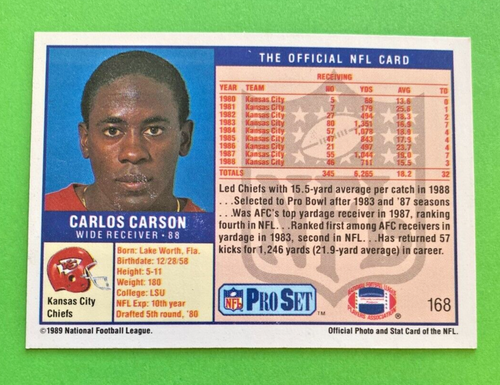 THE OFFICIAL NFL CARD
RECEIVING
YEAR TEAM NO YDS AVG TD
1980 Kansas City 5 68 13.6 0
1981 Kansas City 7 179 25.6 1
1982 Kansas City 27 494 18.3 2
1983 Kansas City 80 1,351 16.9 7
1984 Kansas City 57 1,078 18.9 4
1985 Kansas City 47 843 17.9 4
1986 Kansas City 21 497 23.7 4
1987 Kansas City 55 1,044 19.0 7
1988 Kansas City 46 711 15.5 3
TOTALS 345 6,265 18.2 32
CARLOS CARSON
WIDE RECEIVER · 88
Kansas City
Chiefs
Born: Lake Worth, Fla.
Birthdate: 12/28/58
Height: 5-11
Weight: 180
College: LSU
NFL Exp: 10th year
Drafted 5th round, '80
Led Chiefs with 15.5-yard average per catch in 1988
. . .Selected to Pro Bowl after 1983 and '87 seasons
. . .Was AFC's top yardage receiver in 1987, ranking
fourth in NFL. . .Ranked first among AFC receivers
in yardage in 1983, second in NFL. . .Has returned 57
kicks for 1,246 yards (21.9-yard average) in career.
NFL PRO SET ™
168
©1989 National Football League.
Official Photo and Stat Card of the NFL.